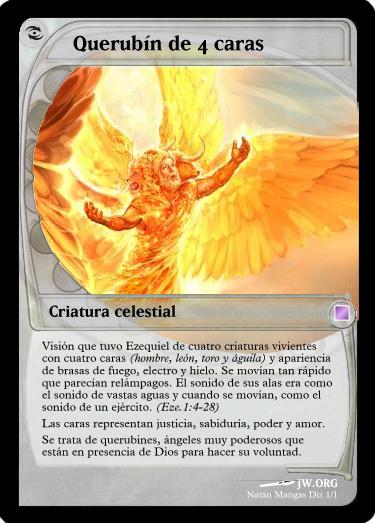 Querubín de 4 caras
Criatura celestial
Visión que tuvo Ezequiel de cuatro criaturas vivientes
con cuatro caras (hombre, león, toro y águila) y apariencia
de brasas de fuego, electro y hielo. Se movían tan rápido
que parecían relámpagos. El sonido de sus alas era como
el sonido de vastas aguas y cuando se movían, como el
sonido de un ejército. (Eze.1:4-28)
Las caras representan justicia, sabiduría, poder y amor.
Se trata de querubines, ángeles muy poderosos que
están en presencia de Dios para hacer su voluntad.
JW.ORG
Natán Mangas Diz 1/1